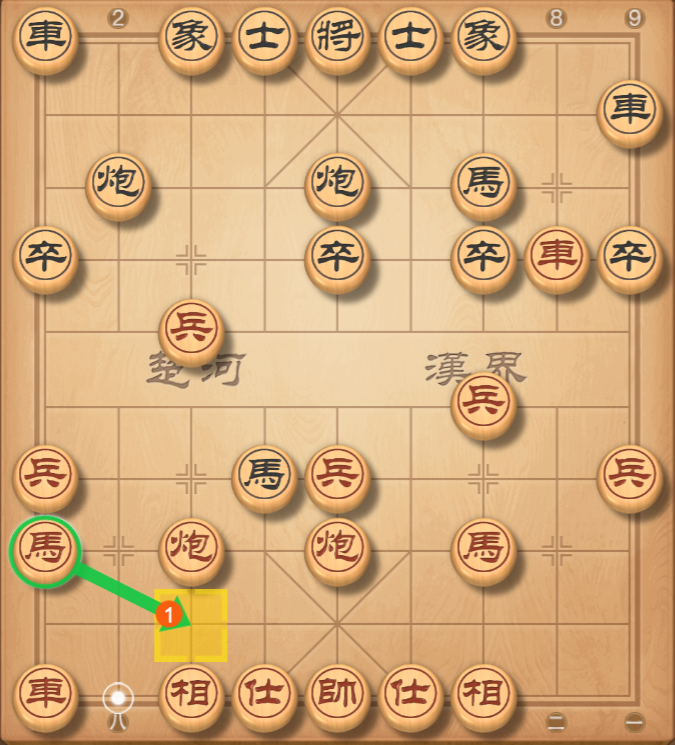 2 8 9
車 象 士 將 士 象
車
炮 炮 馬
卒 卒 卒 車 卒
兵
楚河 漢界
兵
兵 馬 兵 兵
馬 炮 炮 馬
1
車 相 仕 帥 仕 相
八 二 一